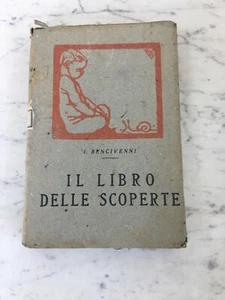 I. BENCIVENNI
IL LIBRO
DELLE SCOPERTE